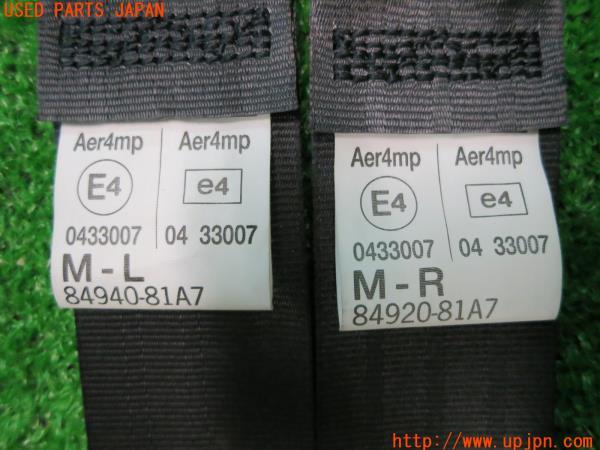 USED PARTS JAPAN
Aer4mp Aer4mp
E4 e4
0433007 04 33007
M - L
84940-81A7
Aer4mp Aer4mp
E4 e4
0433007 04 33007
M - R
84920-81A7
http://www.upjpn.com/